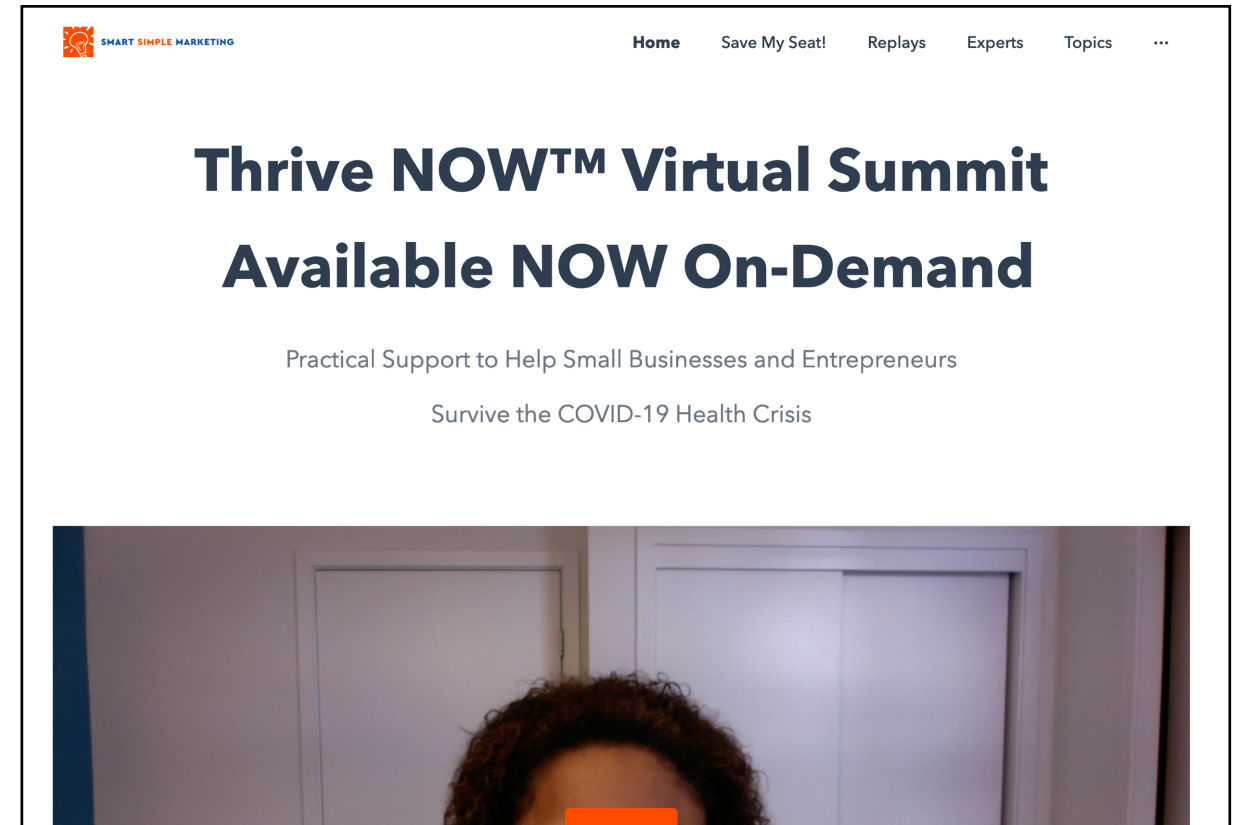 SMART SIMPLE MARKETING
Home Save My Seat! Replays Experts Topics ...
Thrive NOW™ Virtual Summit
Available NOW On-Demand
Practical Support to Help Small Businesses and Entrepreneurs
Survive the COVID-19 Health Crisis